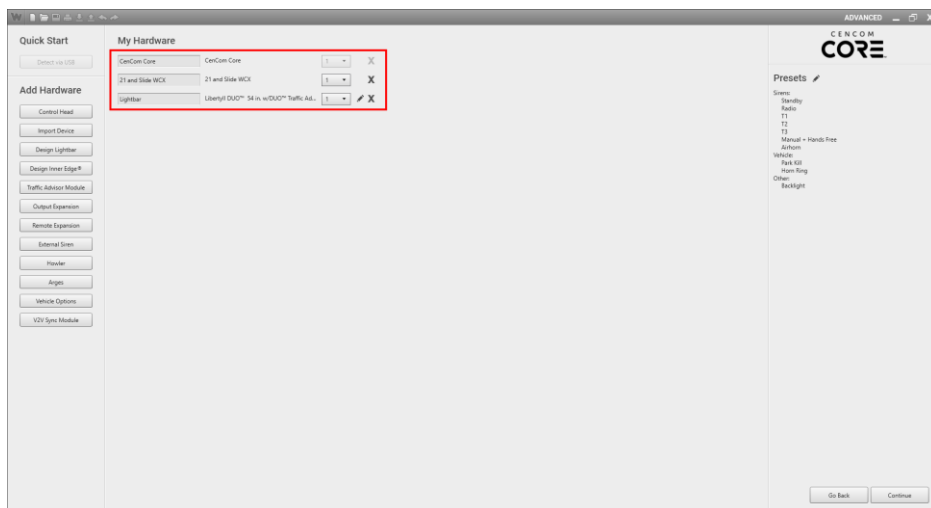 ADVANCED
Quick Start
Detect via USB
Add Hardware
Control Head
Import Device
Design Lightbar
Design Inner Edge®
Traffic Advisor Module
Output Expansion
Remote Expansion
External Siren
Howler
Arges
Vehicle Options
V2V Sync Module
My Hardware
CenCom Core CenCom Core 1 X
21 and Slide WCX 21 and Slide WCX 1 X
Lightbar LibertyII DUO™ 54 in. w/DUO™ Traffic Ad... 1 X
CENCOM
CORE
Presets
Sirens:
Standby
Radio
T1
T2
T3
Manual + Hands Free
Airhorn
Vehicle:
Park Kill
Horn Ring
Other:
Backlight
Go Back
Continue